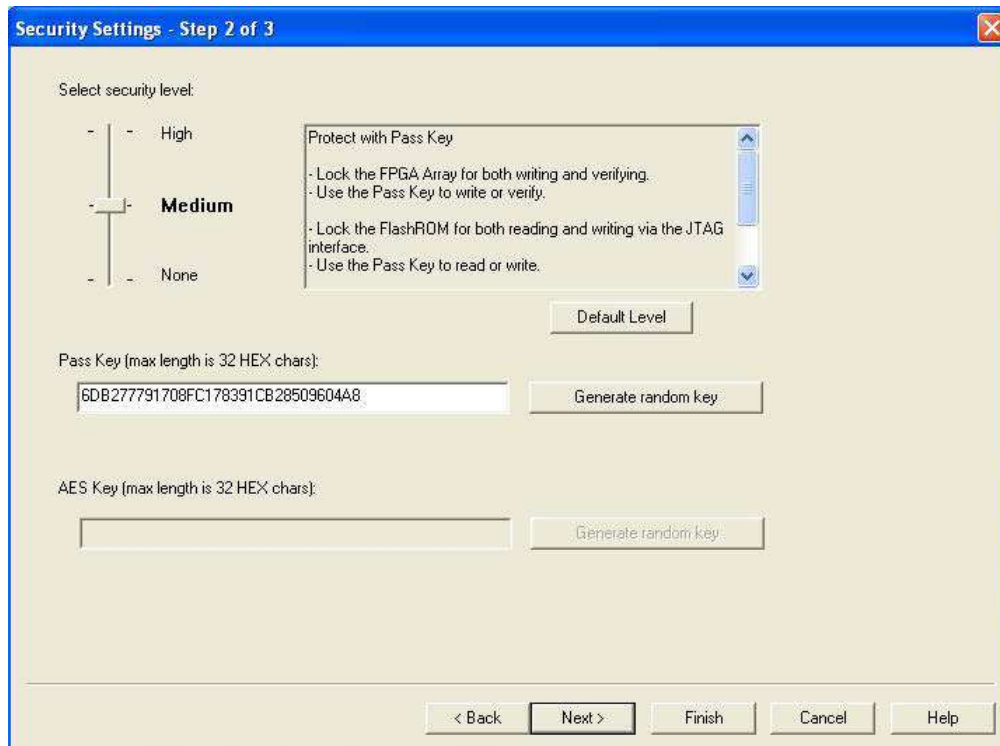 Security Settings - Step 2 of 3
Select security level:
High
Medium
None
Protect with Pass Key
- Lock the FPGA Array for both writing and verifying.
- Use the Pass Key to write or verify.
- Lock the FlashROM for both reading and writing via the JTAG
interface.
- Use the Pass Key to read or write.
Default Level
Pass Key (max length is 32 HEX chars):
6DB277791708FC178391CB28509604A8
Generate random key
AES Key (max length is 32 HEX chars):
Generate random key
< Back
Next >
Finish
Cancel
Help